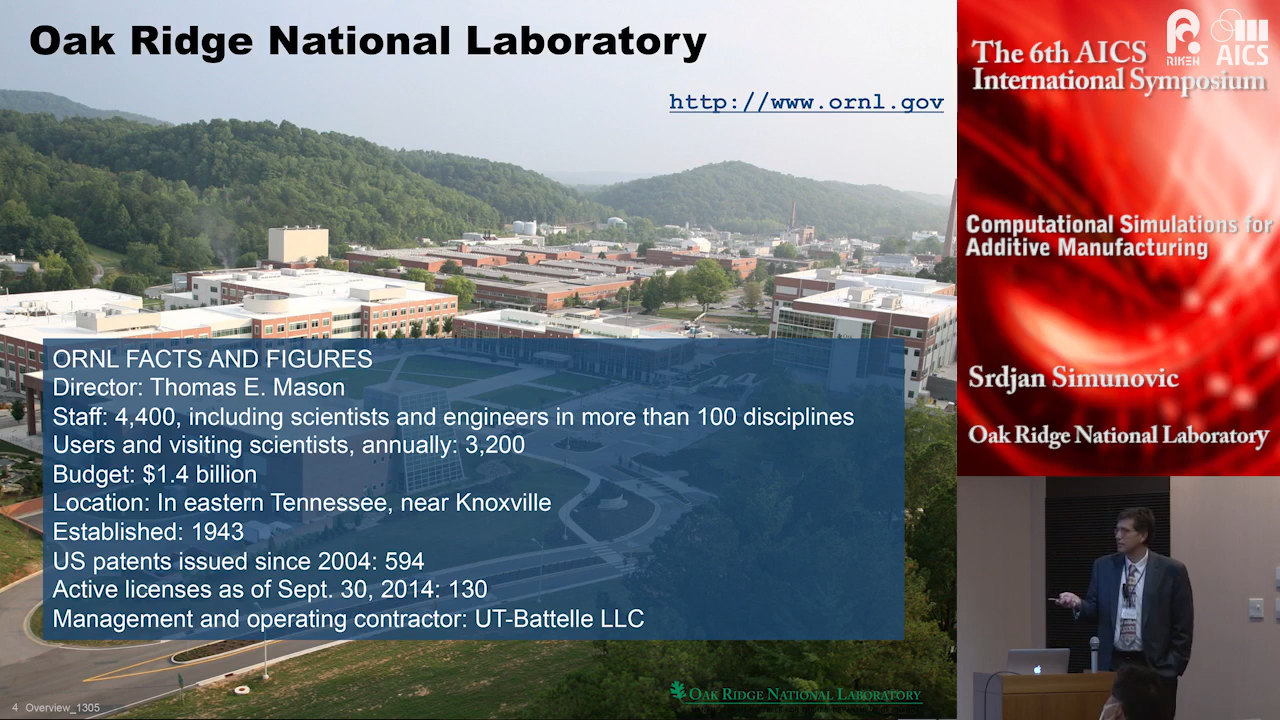 Oak Ridge National Laboratory
http://www.ornl.gov
ORNL FACTS AND FIGURES
Director: Thomas E. Mason
Staff: 4,400, including scientists and engineers in more than 100 disciplines
Users and visiting scientists, annually: 3,200
Budget: $1.4 billion
Location: In eastern Tennessee, near Knoxville
Established: 1943
US patents issued since 2004: 594
Active licenses as of Sept. 30, 2014: 130
Management and operating contractor: UT-Battelle LLC
4 Overview_1305
OAK RIDGE NATIONAL LABORATORY
RIKEN
AICS
The 6th AICS
International Symposium
Computational Simulations for
Additive Manufacturing
Srdjan Simunovic
Oak Ridge National Laboratory